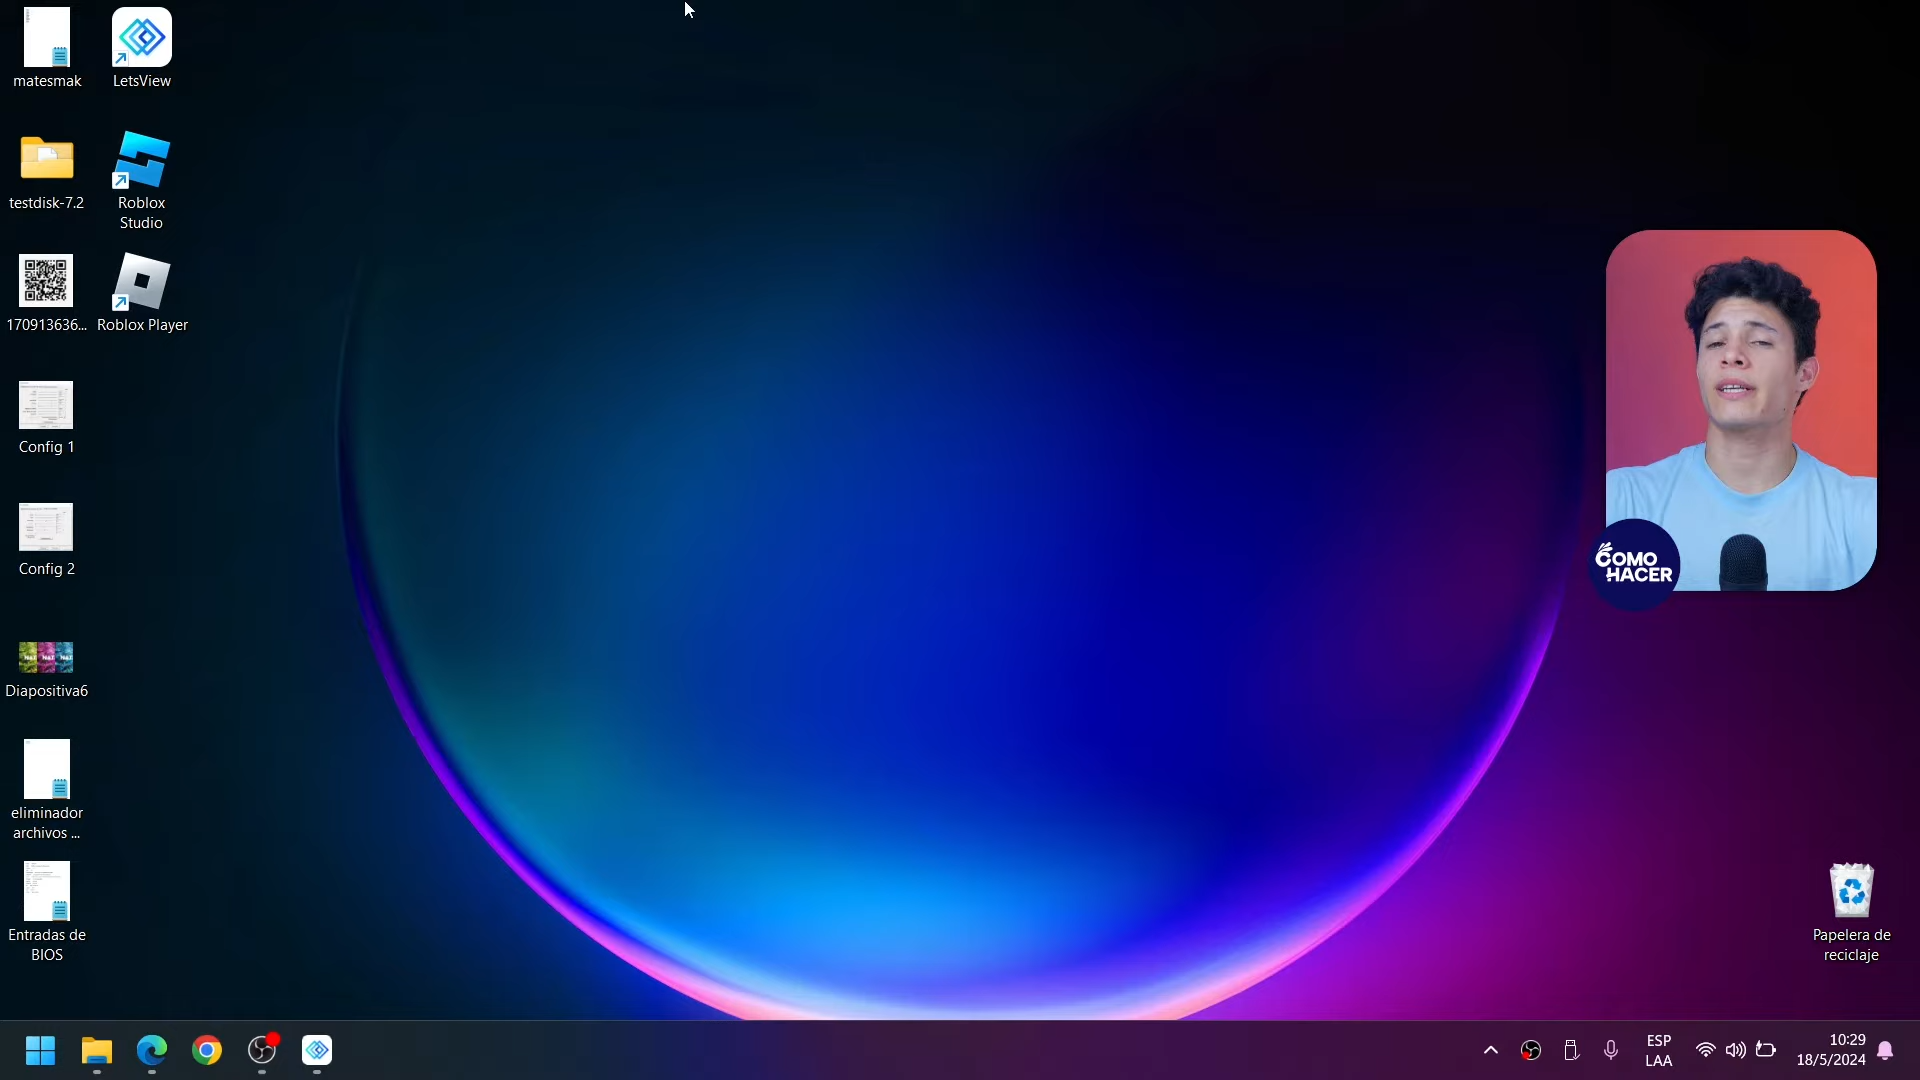 matesmak
LetsView
testdisk-7.2
Roblox
Studio
170913636...
Roblox Player
Config 1
Config 2
Diapositiva6
eliminador
archivos ...
Entradas de
BIOS
COMO
HACER
Papelera de
reciclaje
ESP
LAA
10:29
18/5/2024